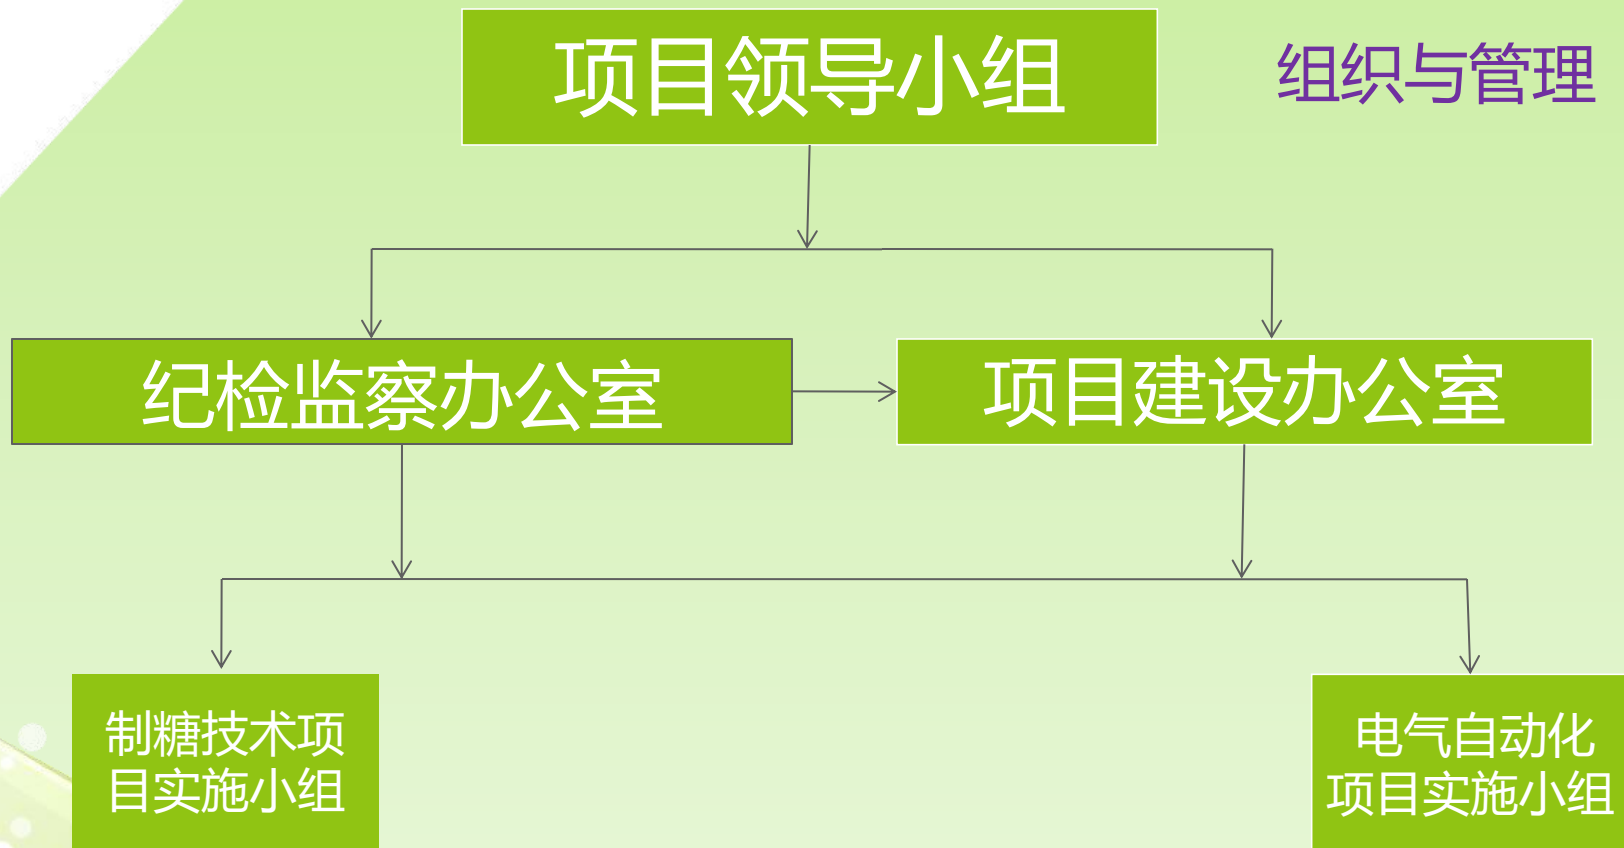 项目领导小组
组织与管理
纪检监察办公室
项目建设办公室
制糖技术项
目实施小组
电气自动化
项目实施小组